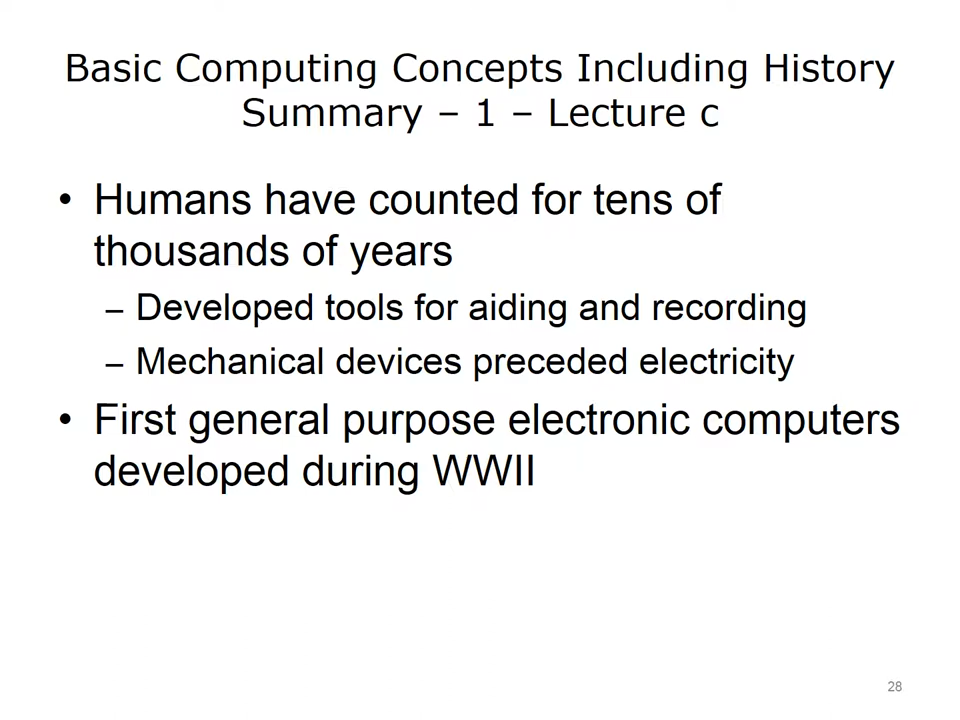 Basic Computing Concepts Including History
Summary – 1 – Lecture c
• Humans have counted for tens of
thousands of years
– Developed tools for aiding and recording
– Mechanical devices preceded electricity
• First general purpose electronic computers
developed during WWII
28